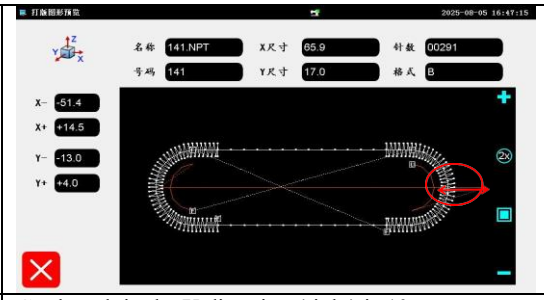 打版图形预览 2025-08-05 16:47:15
Z
Y
X
名称 141.NPT X尺寸 65.9 针数 00291
号码 141 Y尺寸 17.0 格式 B
X- -51.4
X+ +14.5
Y- -13.0
Y+ +4.0
2x